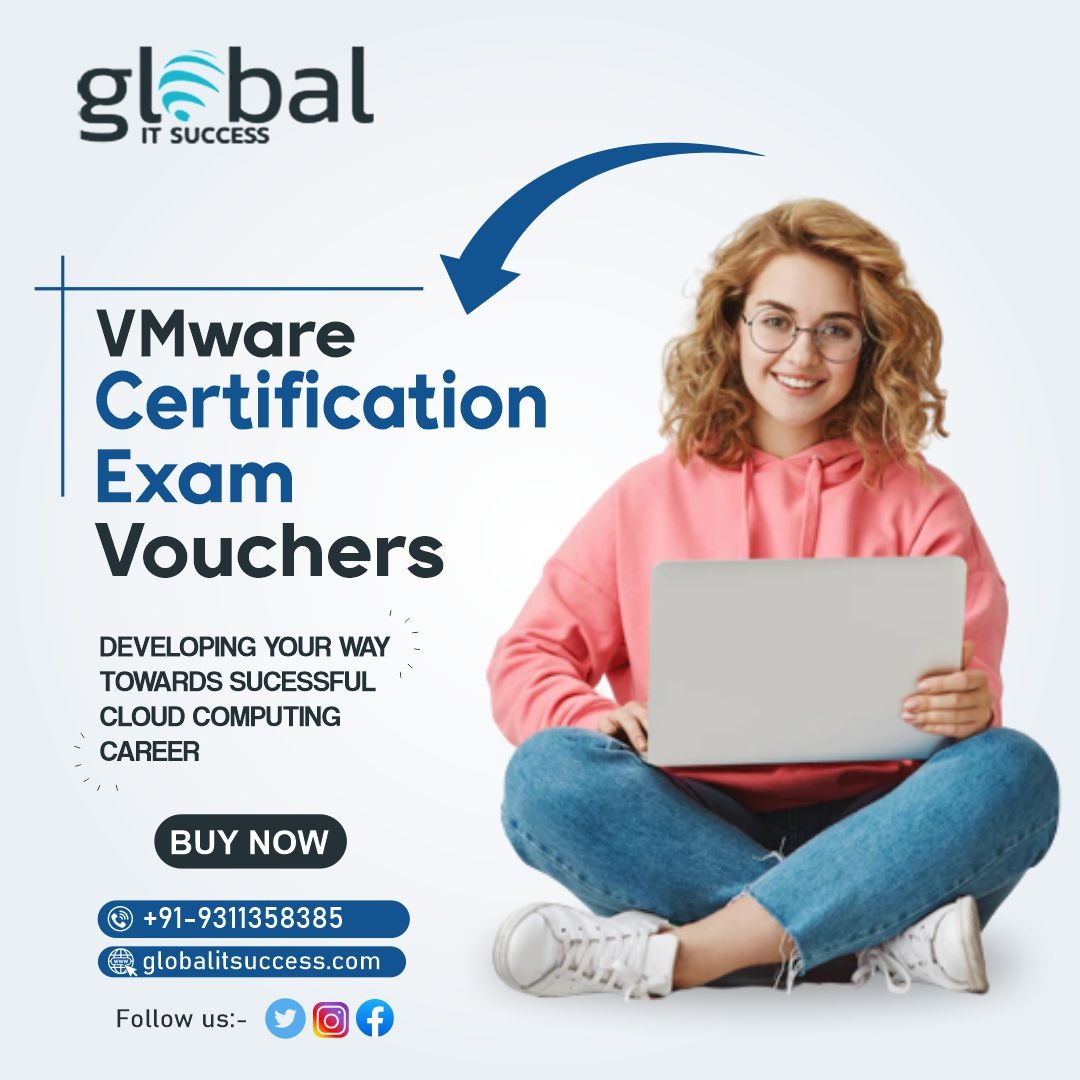 global
IT SUCCESS
VMware
Certification
Exam
Vouchers
DEVELOPING YOUR WAY
TOWARDS SUCESSFUL
CLOUD COMPUTING
CAREER
BUY NOW
+91-9311358385
www
globalitsuccess.com
Follow us:-